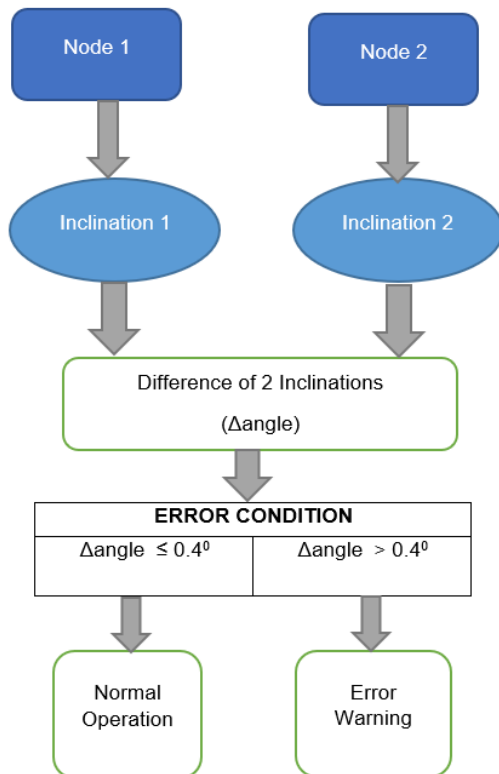 Node 1
Node 2
Inclination 1
Inclination 2
Difference of 2 Inclinations
(Δangle)
ERROR CONDITION
Δangle ≤ 0.4⁰
Δangle > 0.4⁰
Normal
Operation
Error
Warning